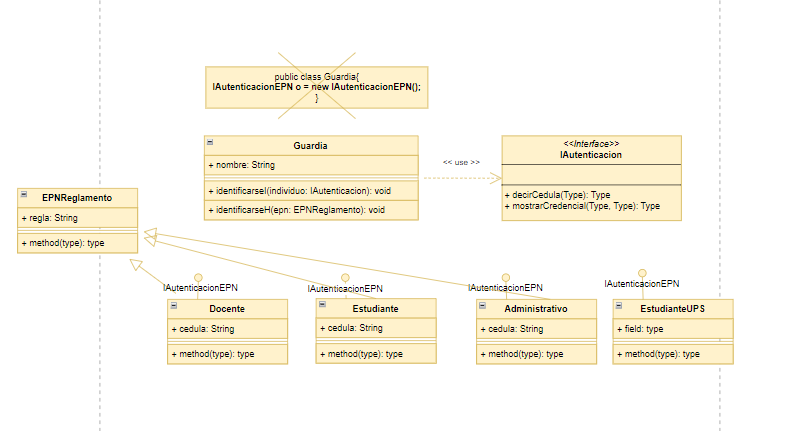 public class Guardia{
IAutenticacionEPN o = new IAutenticacionEPN();
}
Guardia
+ nombre: String
+ identificarseI(individuo: IAutenticacion): void
+ identificarseH(epn: EPNReglamento): void
<< use >>
<<Interface>>
IAutenticacion
+ decirCedula(Type): Type
+ mostrarCredencial(Type, Type): Type
EPNReglamento
+ regla: String
+ method(type): type
IAutenticacionEPN
Docente
+ cedula: String
+ method(type): type
IAutenticacionEPN
Estudiante
+ cedula: String
+ method(type): type
IAutenticacionEPN
Administrativo
+ cedula: String
+ method(type): type
IAutenticacionEPN
EstudianteUPS
+ field: type
+ method(type): type